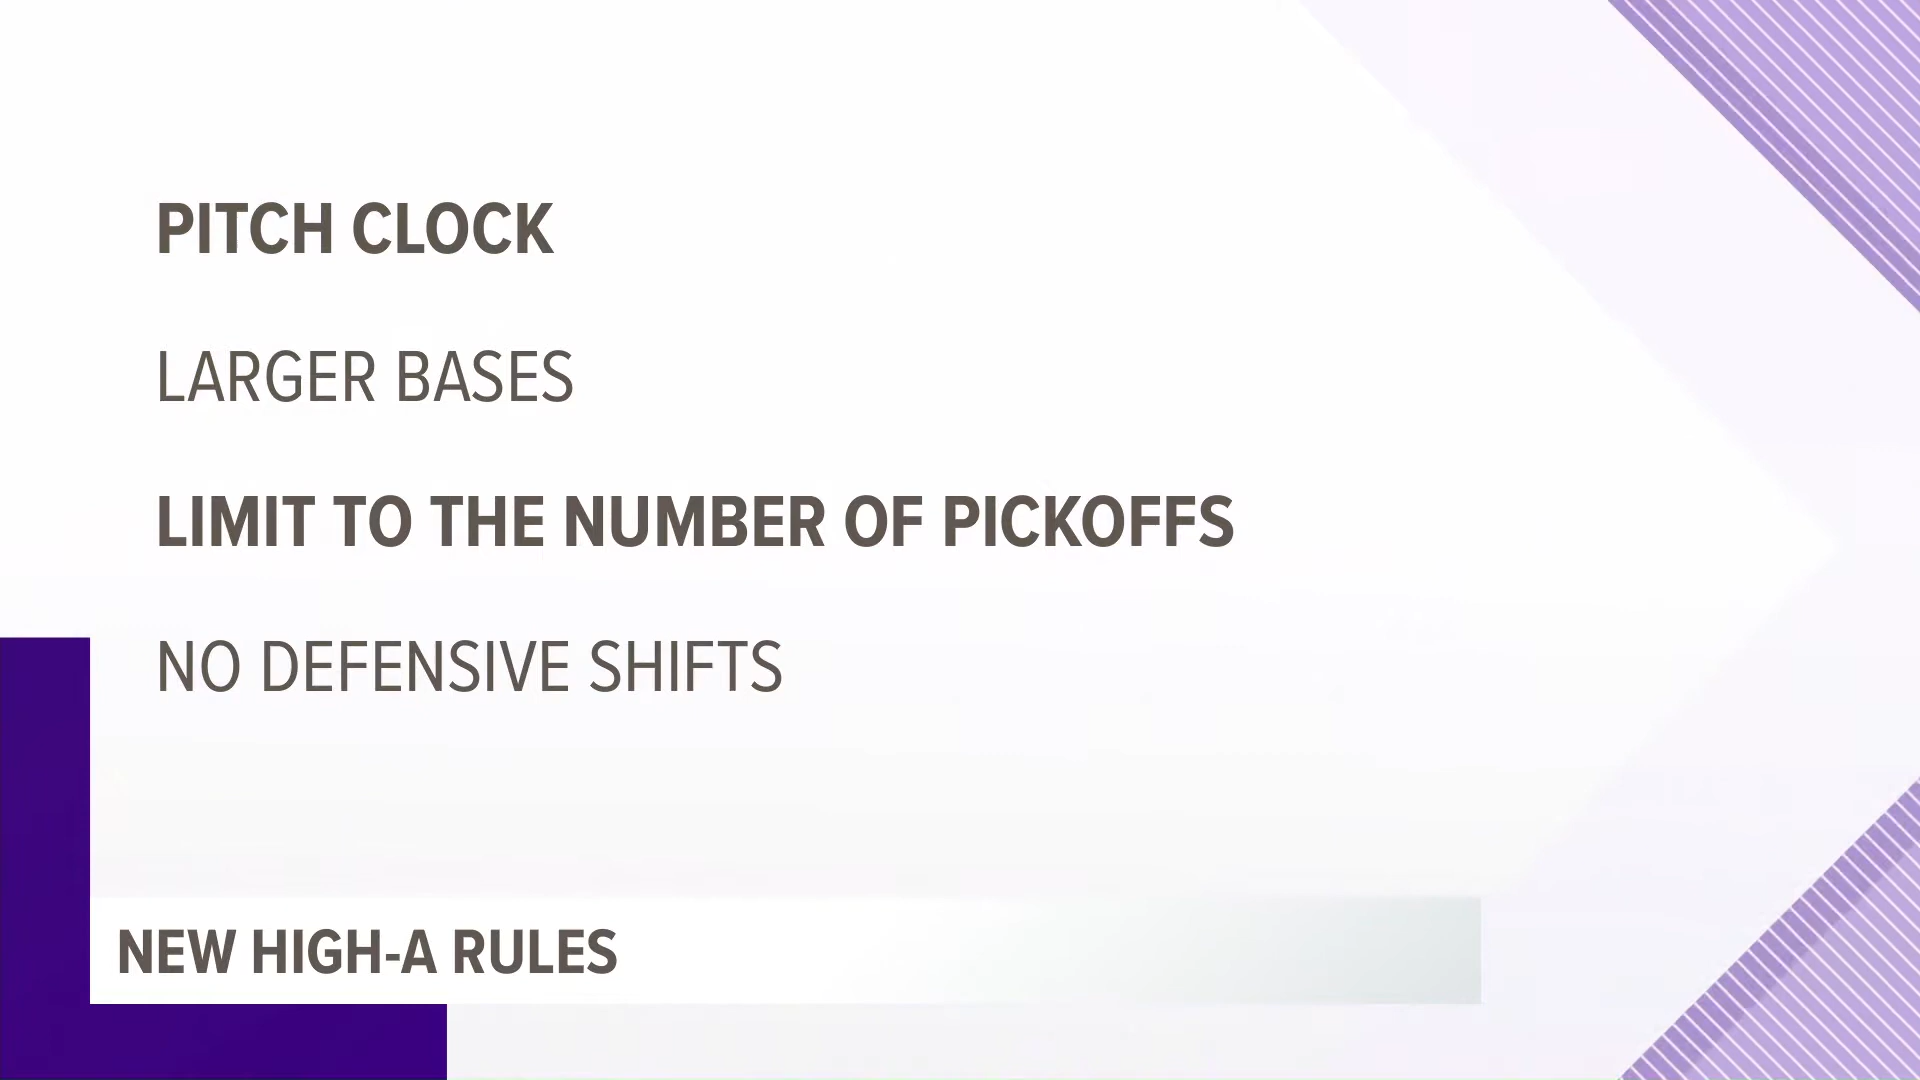 PITCH CLOCK
LARGER BASES
LIMIT TO THE NUMBER OF PICKOFFS
NO DEFENSIVE SHIFTS
NEW HIGH-A RULES